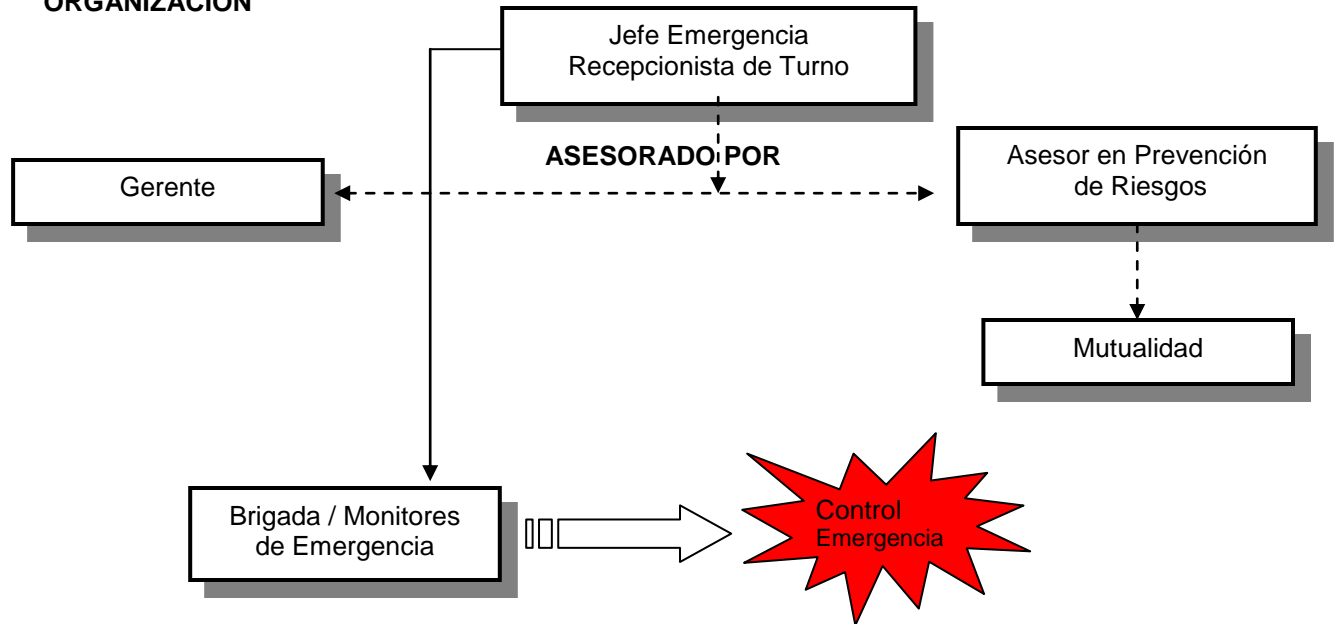 ORGANIZACIÓN
Jefe Emergencia
Recepcionista de Turno
ASESORADO POR
Gerente
Asesor en Prevención
de Riesgos
Mutualidad
Brigada / Monitores
de Emergencia
Control
Emergencia